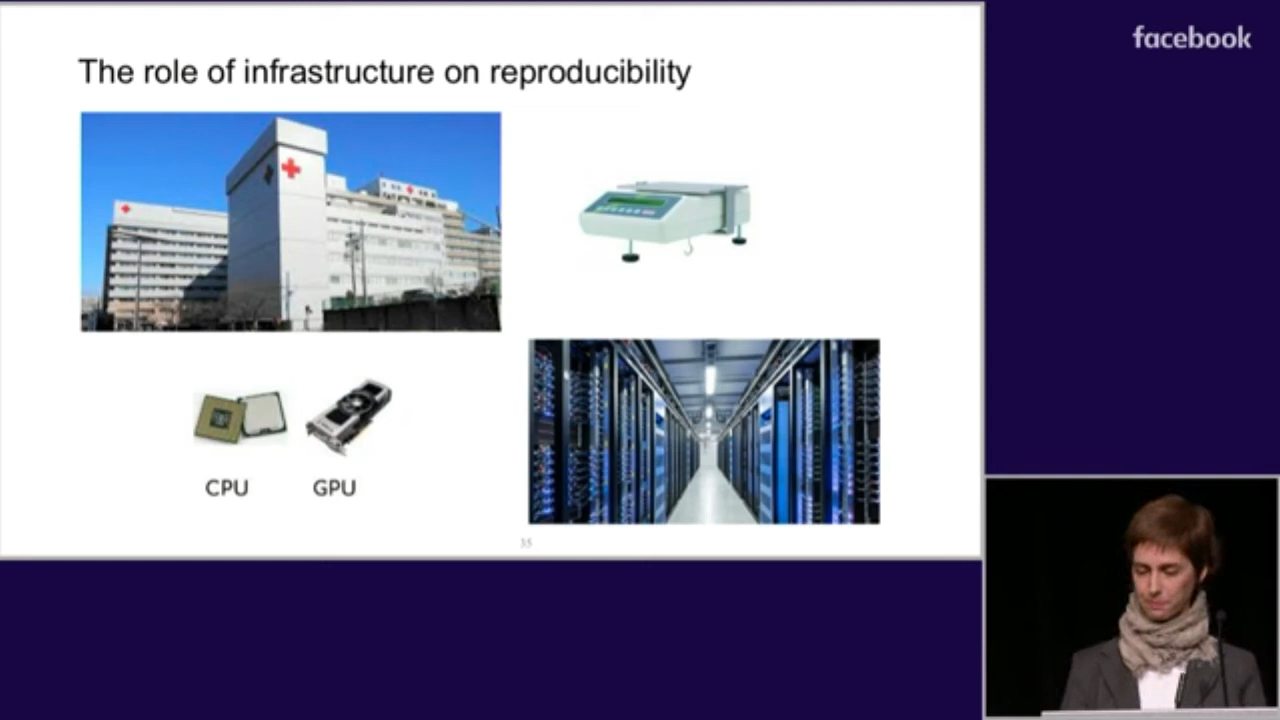 facebook
The role of infrastructure on reproducibility
CPU
GPU
35